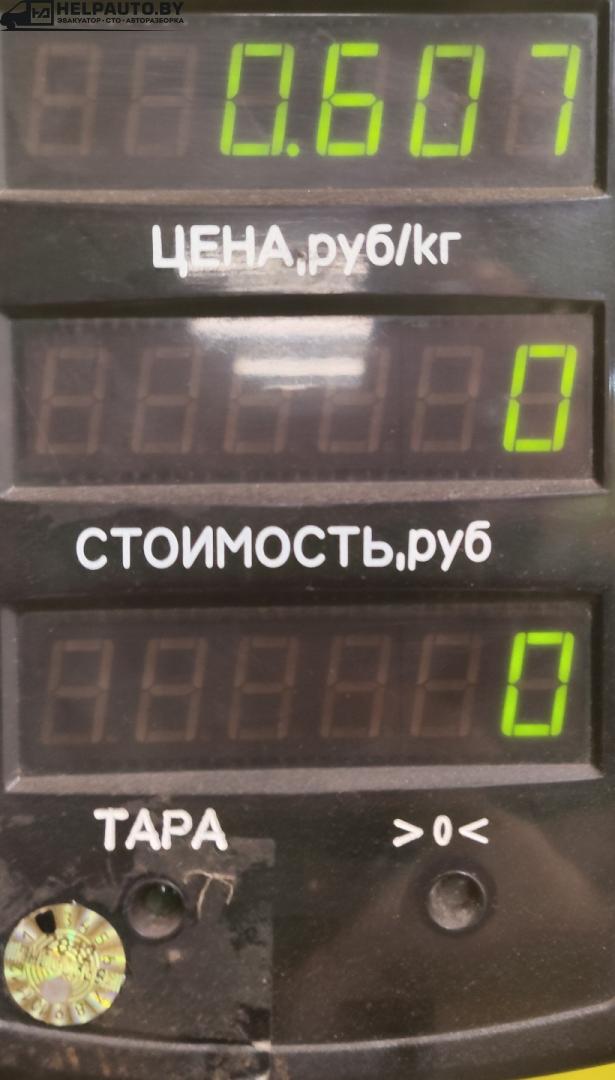 HELPAUTO.BY
ЭВАКУАТОР · СТО · АВТОРАЗБОРКА
0.607
ЦЕНА,руб/кг
0
СТОИМОСТЬ,руб
0
ТАРА >0<